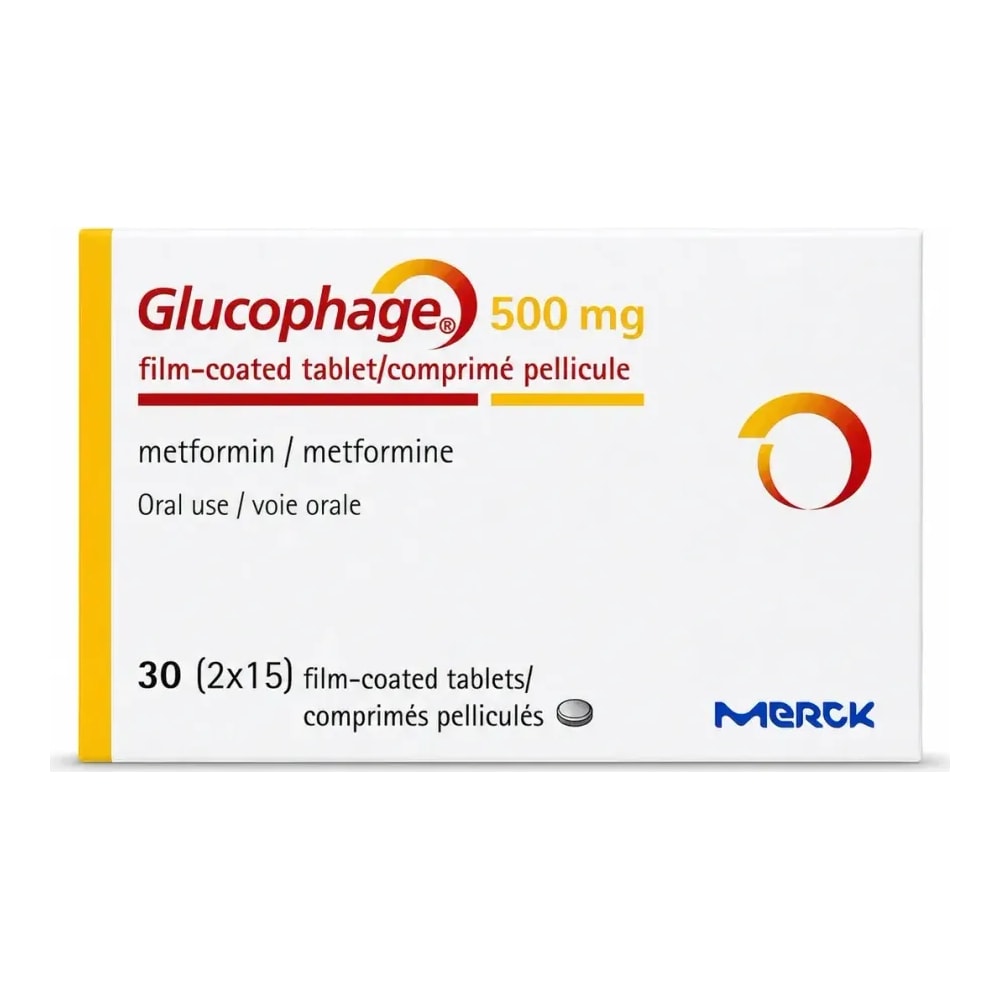 Glucophage® 500 mg
film-coated tablet/comprimé pellicule
metformin / metformine
Oral use / voie orale
30 (2x15) film-coated tablets/
comprimés pelliculés
MERCK